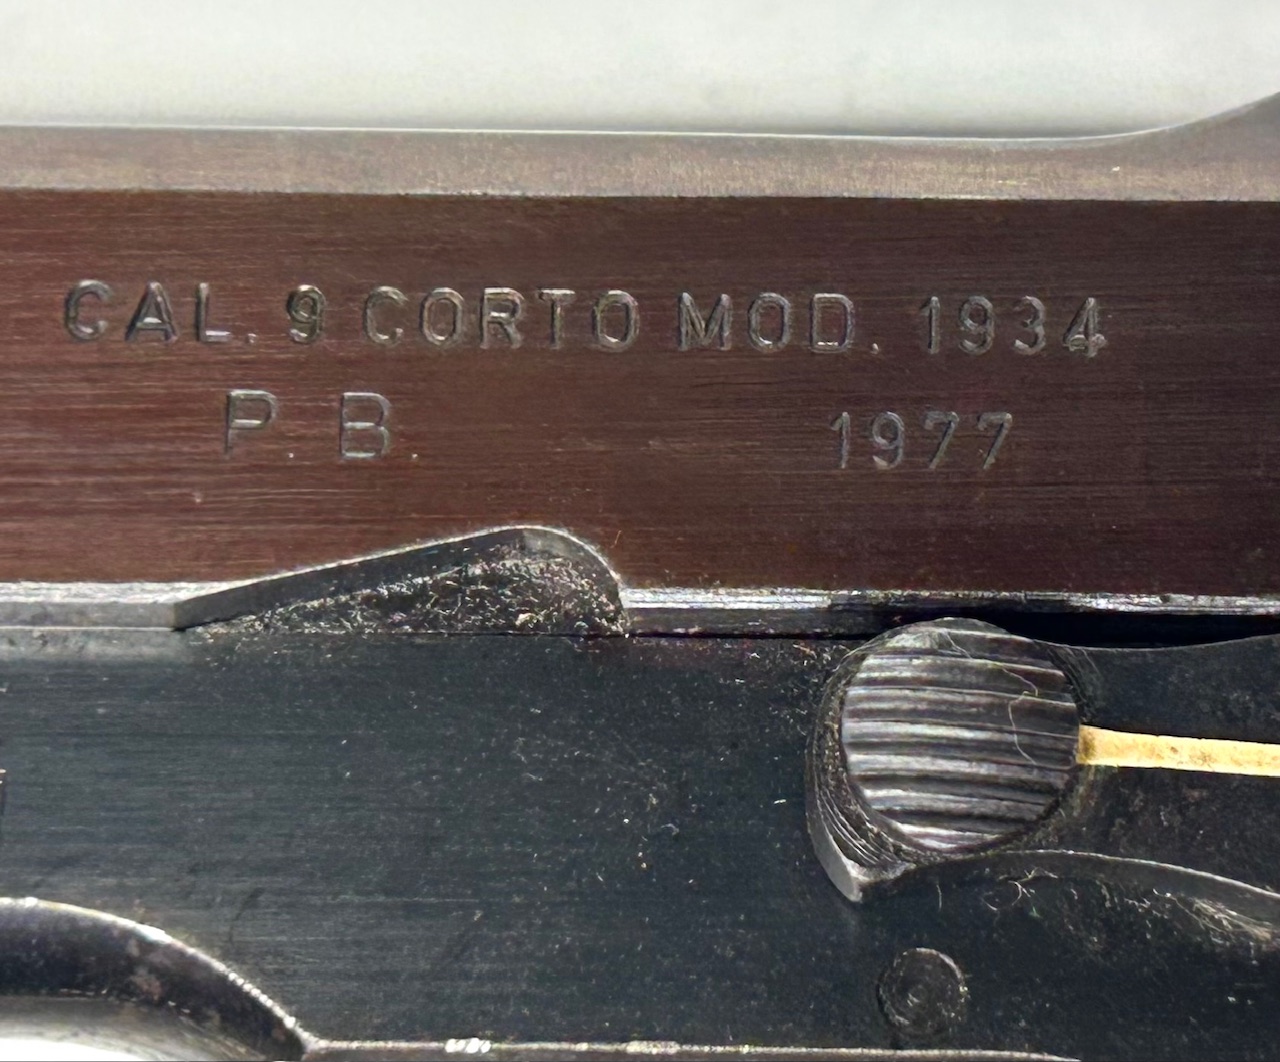 CAL. 9 CORTO MOD. 1934
P. B. 1977